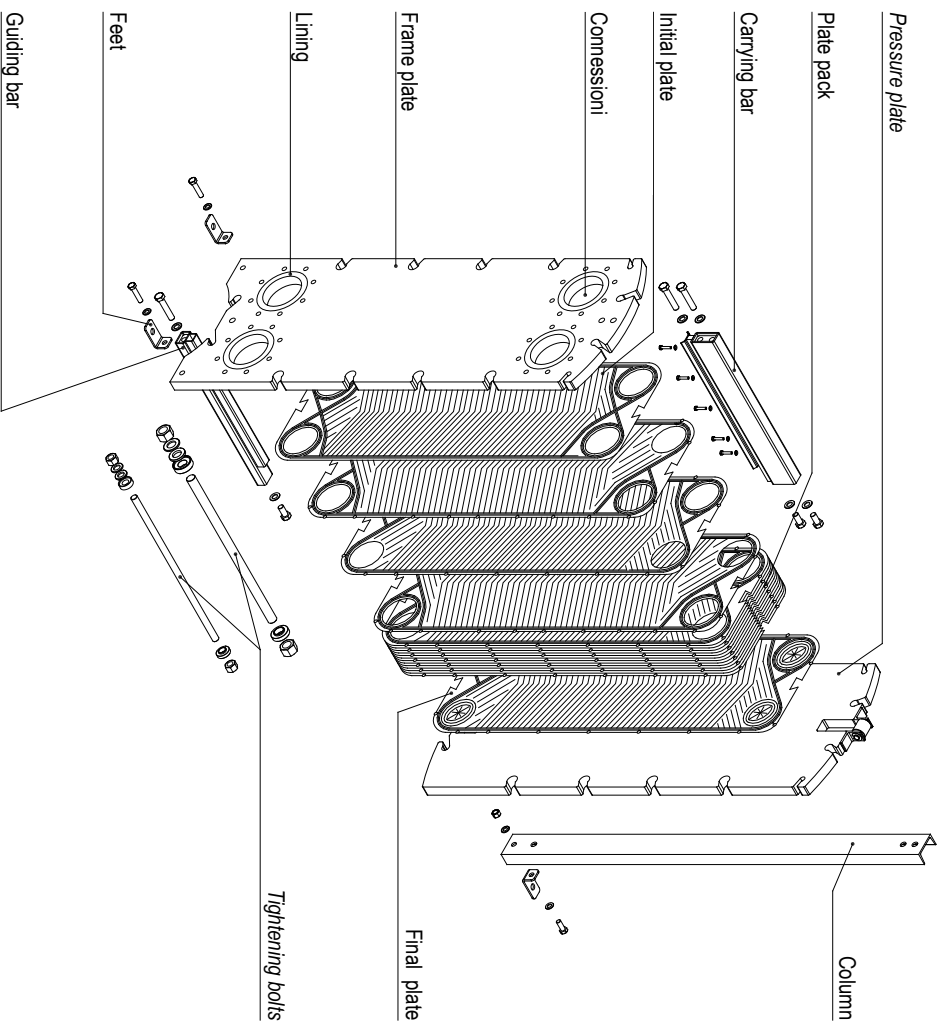 Pressure plate
Plate pack
Carrying bar
Initial plate
Connessioni
Frame plate
Lining
Feet
Guiding bar
Column
Final plate
Tightening bolts